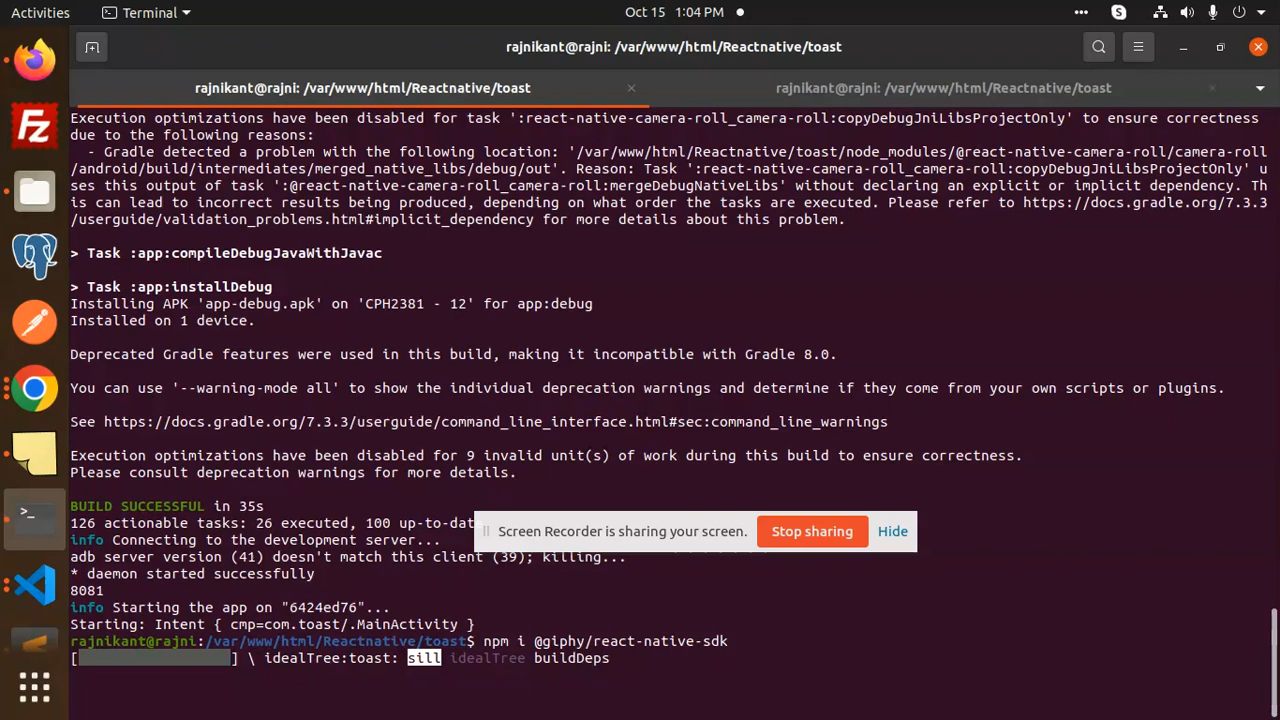 Activities
Terminal
Oct 15 1:04 PM
rajnikant@rajni: /var/www/html/Reactnative/toast
rajnikant@rajni: /var/www/html/Reactnative/toast
rajnikant@rajni: /var/www/html/Reactnative/toast
Execution optimizations have been disabled for task ':react-native-camera-roll_camera-roll:copyDebugJniLibsProjectOnly' to ensure correctness
due to the following reasons:
- Gradle detected a problem with the following location: '/var/www/html/Reactnative/toast/node_modules/@react-native-camera-roll/camera-roll
/android/build/intermediates/merged_native_libs/debug/out'. Reason: Task ':react-native-camera-roll_camera-roll:copyDebugJniLibsProjectOnly' u
ses this output of task ':@react-native-camera-roll_camera-roll:mergeDebugNativeLibs' without declaring an explicit or implicit dependency. Th
is can lead to incorrect results being produced, depending on what order the tasks are executed. Please refer to https://docs.gradle.org/7.3.3
/userguide/validation_problems.html#implicit_dependency for more details about this problem.
> Task :app:compileDebugJavaWithJavac
> Task :app:installDebug
Installing APK 'app-debug.apk' on 'CPH2381 - 12' for app:debug
Installed on 1 device.
Deprecated Gradle features were used in this build, making it incompatible with Gradle 8.0.
You can use '--warning-mode all' to show the individual deprecation warnings and determine if they come from your own scripts or plugins.
See https://docs.gradle.org/7.3.3/userguide/command_line_interface.html#sec:command_line_warnings
Execution optimizations have been disabled for 9 invalid unit(s) of work during this build to ensure correctness.
Please consult deprecation warnings for more details.
BUILD SUCCESSFUL in 35s
126 actionable tasks: 26 executed, 100 up-to-date
Screen Recorder is sharing your screen.
Stop sharing
Hide
info Connecting to the development server...
adb server version (41) doesn't match this client (39); killing...
* daemon started successfully
8081
info Starting the app on "6424ed76"...
Starting: Intent { cmp=com.toast/.MainActivity }
rajnikant@rajni:/var/www/html/Reactnative/toast$ npm i @giphy/react-native-sdk
[ ] \ idealTree:toast: sill idealTree buildDeps